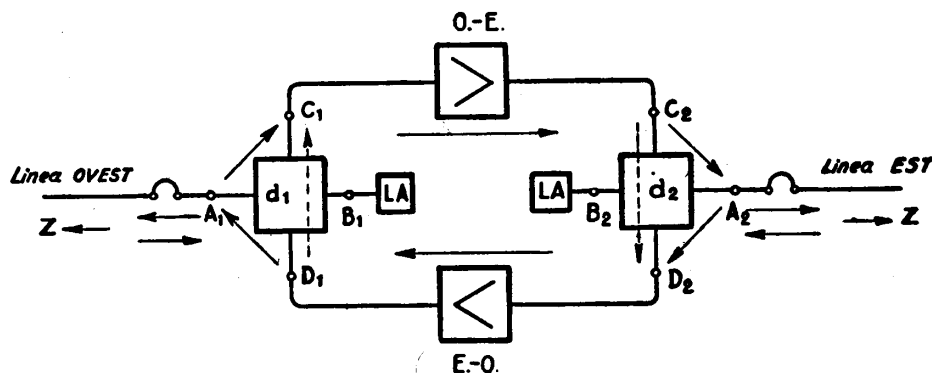 O.-E.
C₁
C₂
Linea OVEST
A₁
d₁
B₁
LA
LA
B₂
d₂
A₂
Linea EST
Z
Z
D₁
D₂
E.-O.